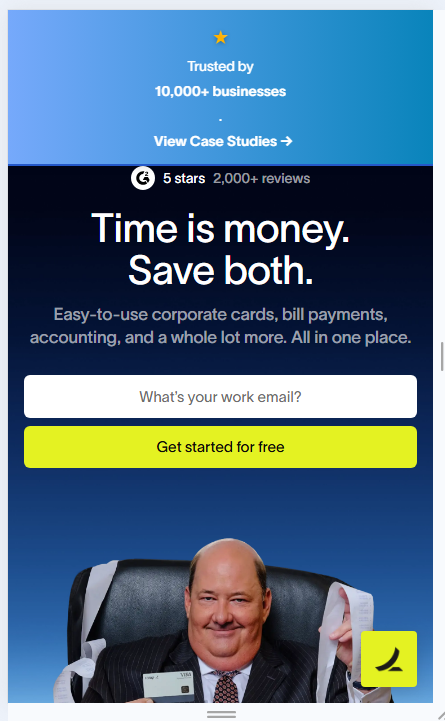 Trusted by
10,000+ businesses
.
View Case Studies →
G2 5 stars 2,000+ reviews
Time is money.
Save both.
Easy-to-use corporate cards, bill payments,
accounting, and a whole lot more. All in one place.
What's your work email?
Get started for free
VISA